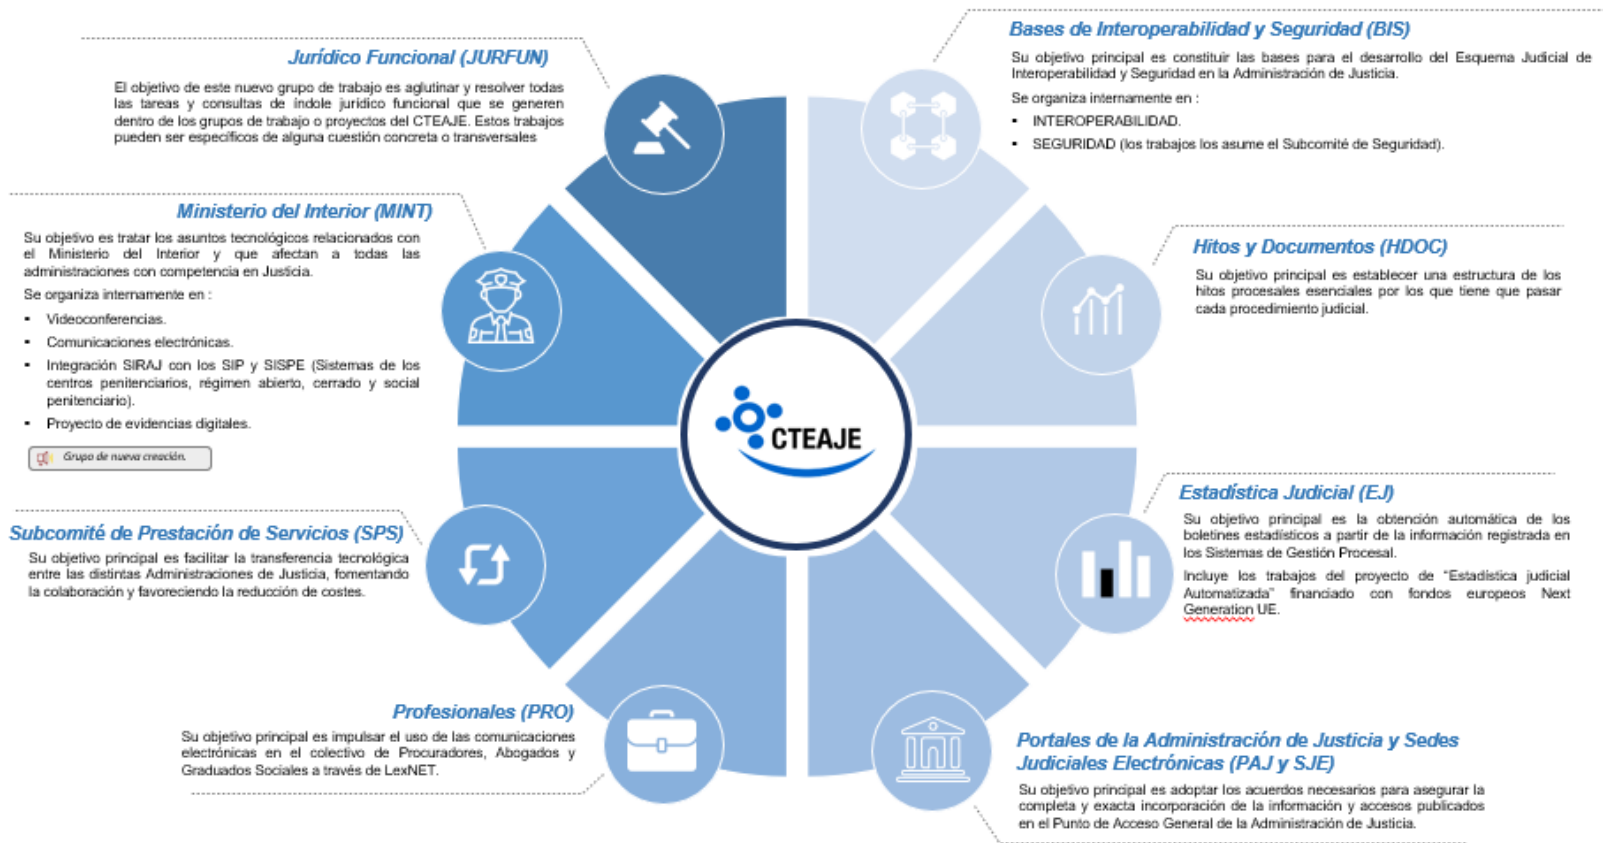 Jurídico Funcional (JURFUN)
El objetivo de este nuevo grupo de trabajo es aglutinar y resolver todas
las tareas y consultas de índole jurídico funcional que se generen
dentro de los grupos de trabajo o proyectos del CTEAJE. Estos trabajos
pueden ser específicos de alguna cuestión concreta o transversales
Ministerio del Interior (MINT)
Su objetivo es tratar los asuntos tecnológicos relacionados con
el Ministerio del Interior y que afectan a todas las
administraciones con competencia en Justicia.
Se organiza internamente en :
▪ Videoconferencias.
▪ Comunicaciones electrónicas.
▪ Integración SIRAJ con los SIP y SISPE (Sistemas de los
centros penitenciarios, régimen abierto, cerrado y social
penitenciario).
▪ Proyecto de evidencias digitales.
Grupo de nueva creación.
Subcomité de Prestación de Servicios (SPS)
Su objetivo principal es facilitar la transferencia tecnológica
entre las distintas Administraciones de Justicia, fomentando
la colaboración y favoreciendo la reducción de costes.
Profesionales (PRO)
Su objetivo principal es impulsar el uso de las comunicaciones
electrónicas en el colectivo de Procuradores, Abogados y
Graduados Sociales a través de LexNET.
CTEAJE
Bases de Interoperabilidad y Seguridad (BIS)
Su objetivo principal es constituir las bases para el desarrollo del Esquema Judicial de
Interoperabilidad y Seguridad en la Administración de Justicia.
Se organiza internamente en :
▪ INTEROPERABILIDAD.
▪ SEGURIDAD (los trabajos los asume el Subcomité de Seguridad).
Hitos y Documentos (HDOC)
Su objetivo principal es establecer una estructura de los
hitos procesales esenciales por los que tiene que pasar
cada procedimiento judicial.
Estadística Judicial (EJ)
Su objetivo principal es la obtención automática de los
boletines estadísticos a partir de la información registrada en
los Sistemas de Gestión Procesal.
Incluye los trabajos del proyecto de “Estadística judicial
Automatizada” financiado con fondos europeos Next
Generation UE.
Portales de la Administración de Justicia y Sedes
Judiciales Electrónicas (PAJ y SJE)
Su objetivo principal es adoptar los acuerdos necesarios para asegurar la
completa y exacta incorporación de la información y accesos publicados
en el Punto de Acceso General de la Administración de Justicia.